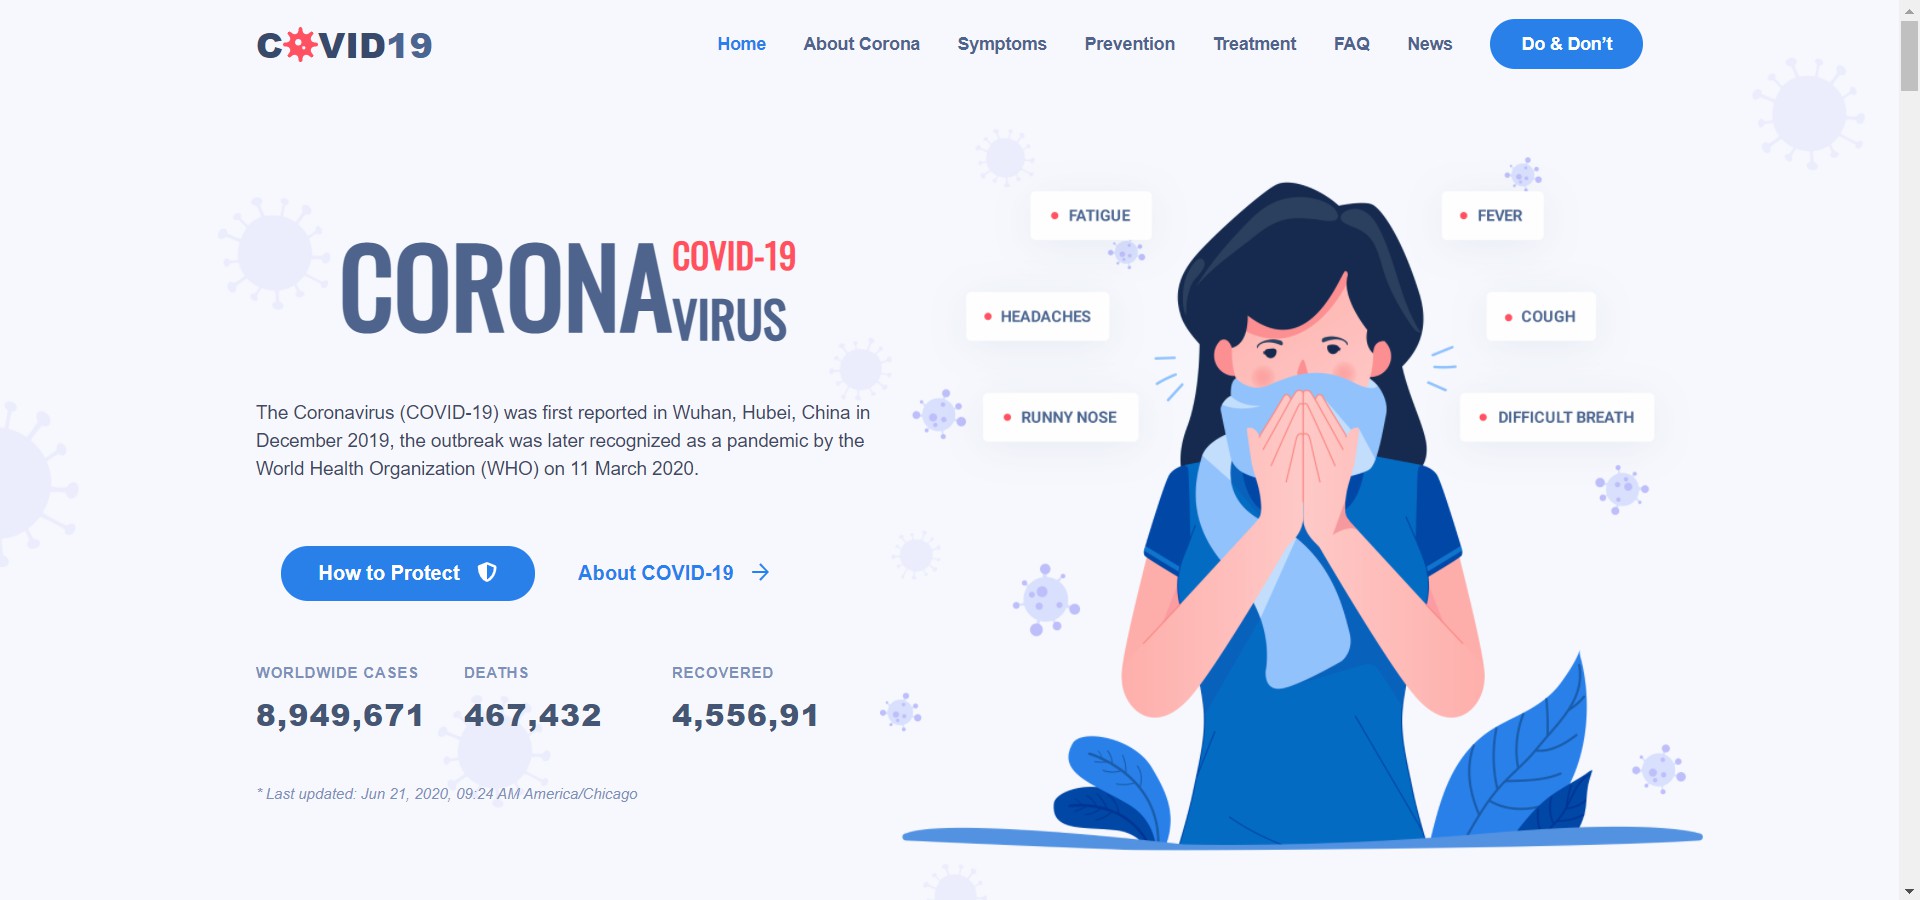 COVID19
Home About Corona Symptoms Prevention Treatment FAQ News Do & Don’t
CORONA COVID-19 VIRUS
The Coronavirus (COVID-19) was first reported in Wuhan, Hubei, China in
December 2019, the outbreak was later recognized as a pandemic by the
World Health Organization (WHO) on 11 March 2020.
How to Protect
About COVID-19
WORLDWIDE CASES DEATHS RECOVERED
8,949,671 467,432 4,556,91
* Last updated: Jun 21, 2020, 09:24 AM America/Chicago
FATIGUE
FEVER
HEADACHES
COUGH
RUNNY NOSE
DIFFICULT BREATH